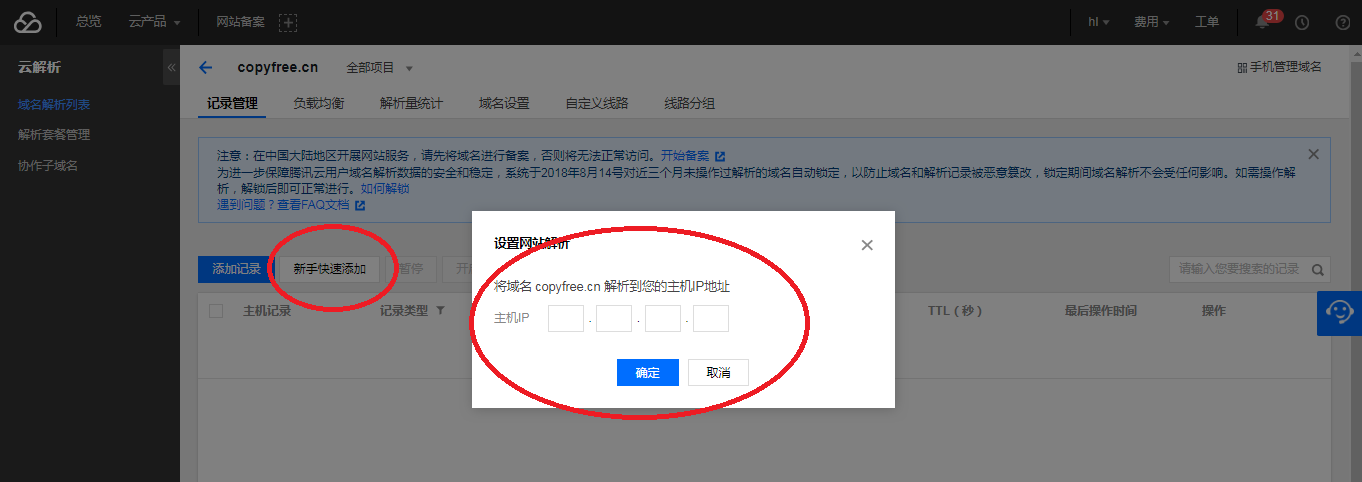 总览 云产品 网站备案 hl 费用 工单 31
云解析
域名解析列表
解析套餐管理
协作子域名
copyfree.cn 全部项目 手机管理域名
记录管理 负载均衡 解析量统计 域名设置 自定义线路 线路分组
注意：在中国大陆地区开展网站服务，请先将域名进行备案，否则将无法正常访问。开始备案
为进一步保障腾讯云用户域名解析数据的安全和稳定，系统于2018年8月14号对近三个月未操作过解析的域名自动锁定，以防止域名和解析记录被恶意篡改，锁定期间域名解析不会受任何影响。如需操作解
析，解锁后即可正常进行。如何解锁
遇到问题？查看FAQ文档
添加记录 新手快速添加 暂停 请输入您要搜索的记录
主机记录 记录类型 TTL（秒） 最后操作时间 操作
设置网站解析
将域名 copyfree.cn 解析到您的主机IP地址
主机IP . . .
确定 取消